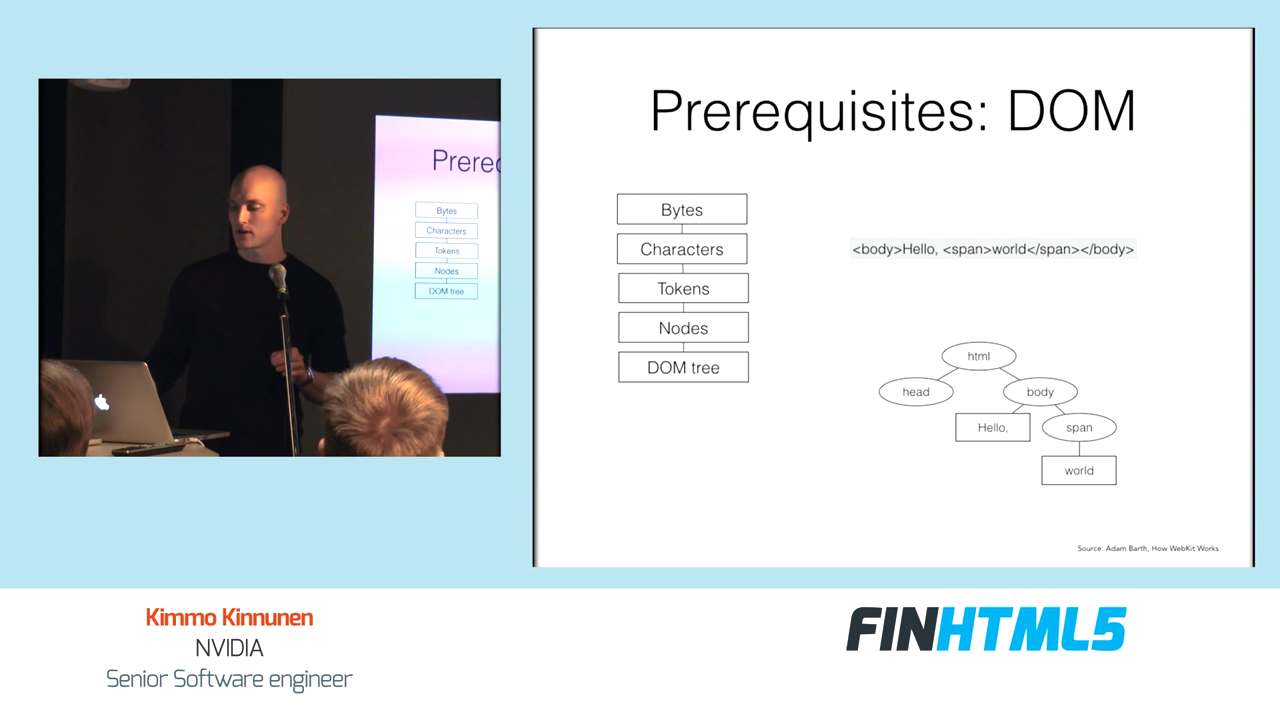 Prerec
Bytes
Characters
Tokens
Nodes
DOM tree
Prerequisites: DOM
Bytes
Characters
Tokens
Nodes
DOM tree
<body>Hello, <span>world</span></body>
html
head
body
Hello,
span
world
Source: Adam Barth, How WebKit Works
Kimmo Kinnunen
NVIDIA
Senior Software engineer
FINHTML5